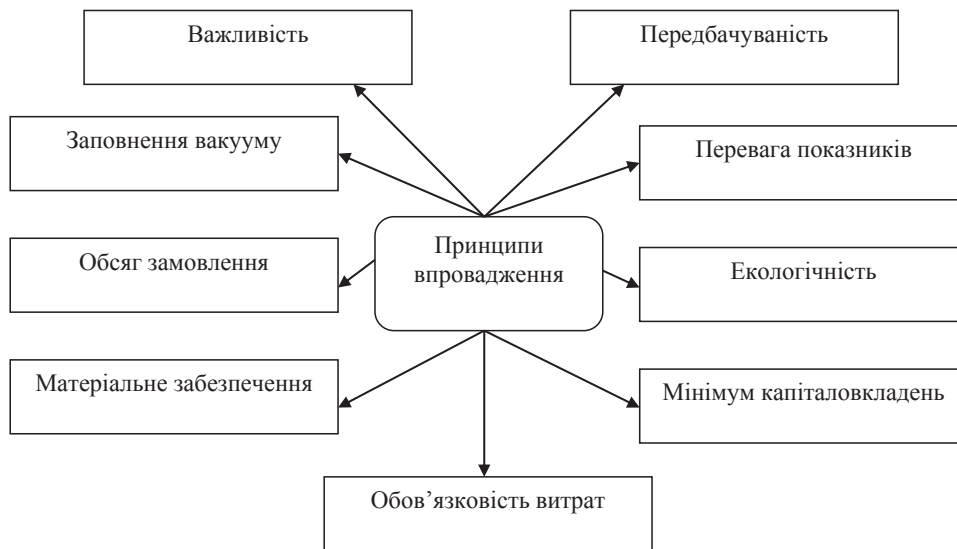 Важливість
Передбачуваність
Заповнення вакууму
Перевага показників
Принципи
впровадження
Обсяг замовлення
Екологічність
Матеріальне забезпечення
Мінімум капіталовкладень
Обов’язковість витрат